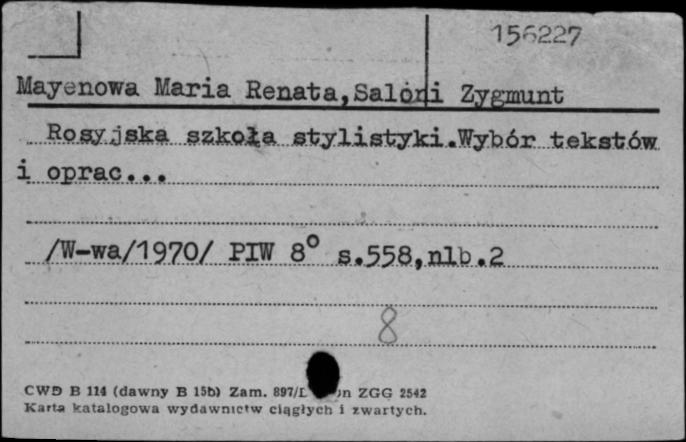 156227
Mayenowa Maria Renata,Saloni Zygmunt
Rosyjska szkoła stylistyki.Wybór tekstów
i oprac...
/W-wa/1970/ PIW 8° s.558,nlb.2
8
CWD B 114 (dawny B 15b) Zam. 897/ ZGG 2542
Karta katalogowa wydawnictw ciągłych i zwartych.